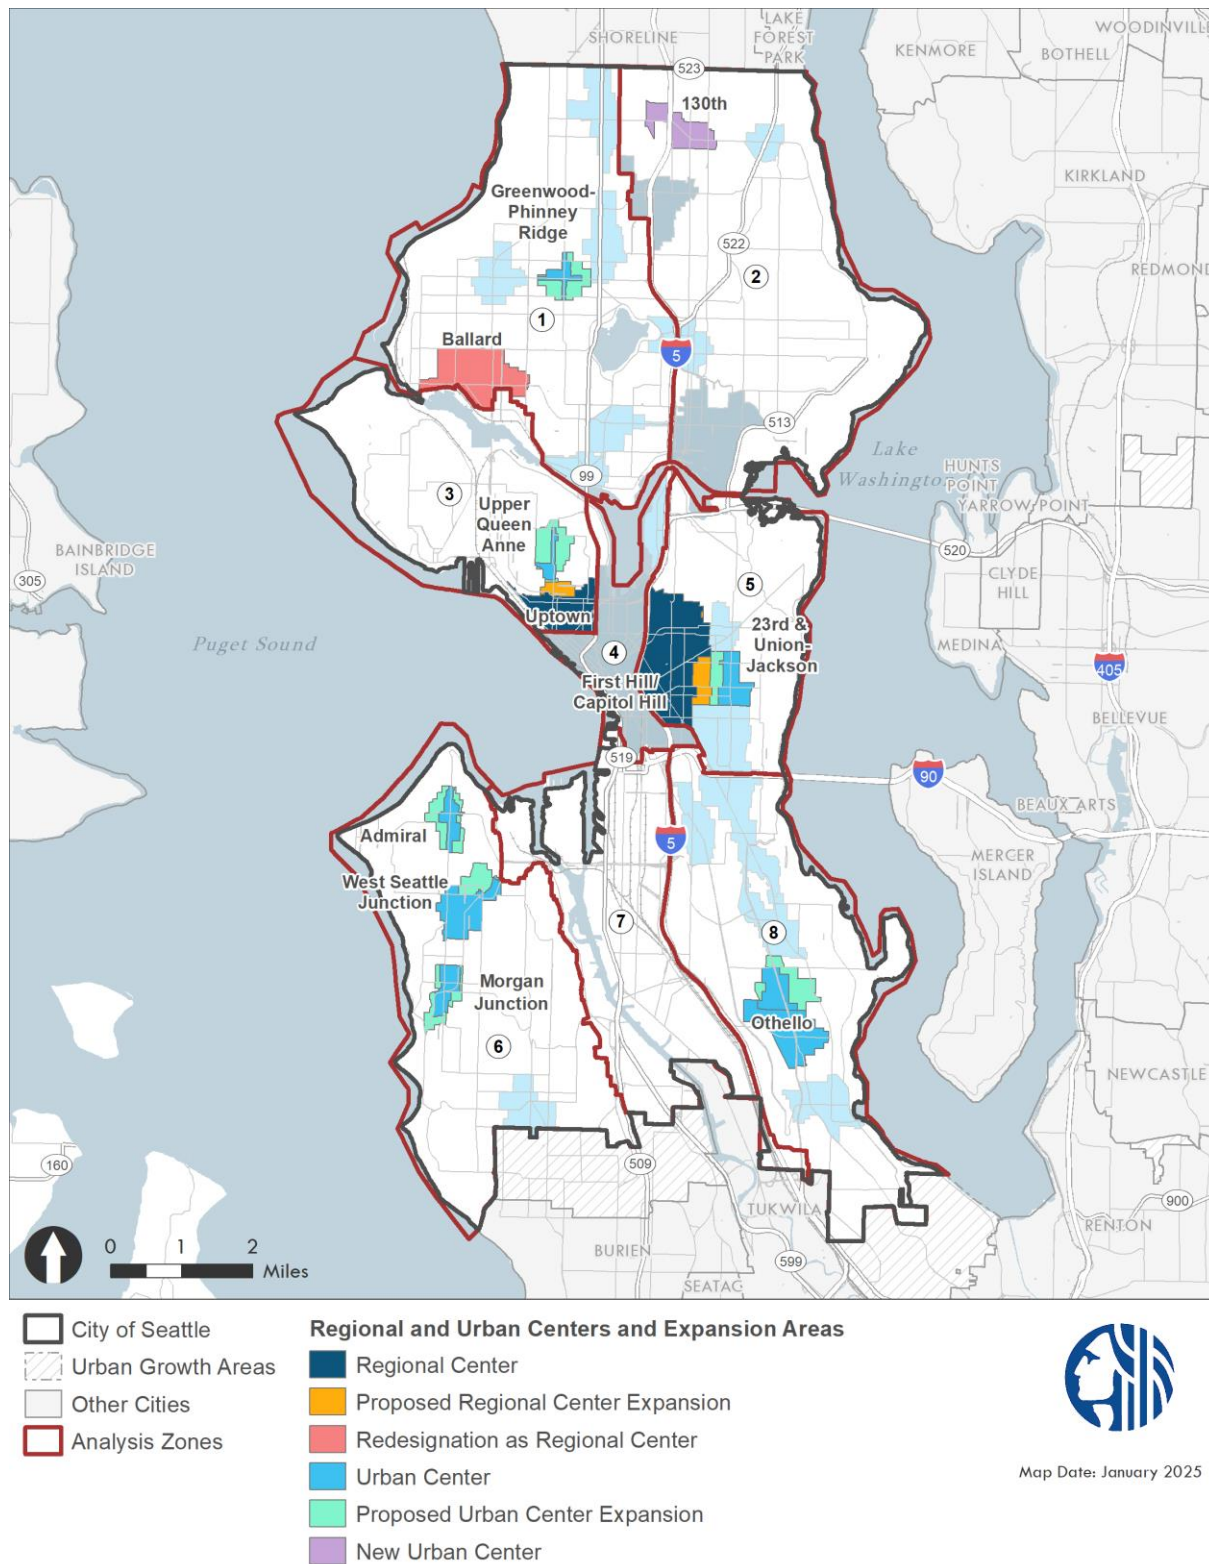 SHORELINE
LAKE
FOREST
PARK
WOODINVILLE
KENMORE
BOTHELL
523
130th
KIRKLAND
Greenwood-
Phinney
Ridge
522
2
REDMOND
1
Ballard
5
513
Lake
Washington
HUNTS
POINT
YARROW POINT
99
3
Upper
Queen
Anne
520
BAINBRIDGE
ISLAND
305
CLYDE
HILL
5
Uptown
23rd &
Union-
Jackson
Puget Sound
MEDINA
4
405
First Hill/
Capitol Hill
BELLEVUE
519
90
BEAUX ARTS
Admiral
5
MERCER
ISLAND
West Seattle
Junction
7
8
Morgan
Junction
Othello
6
NEWCASTLE
160
509
TUKWILA
900
RENTON
BURIEN
599
SEATAC
0 1 2
Miles
City of Seattle
Urban Growth Areas
Other Cities
Analysis Zones
Regional and Urban Centers and Expansion Areas
Regional Center
Proposed Regional Center Expansion
Redesignation as Regional Center
Urban Center
Proposed Urban Center Expansion
New Urban Center
Map Date: January 2025